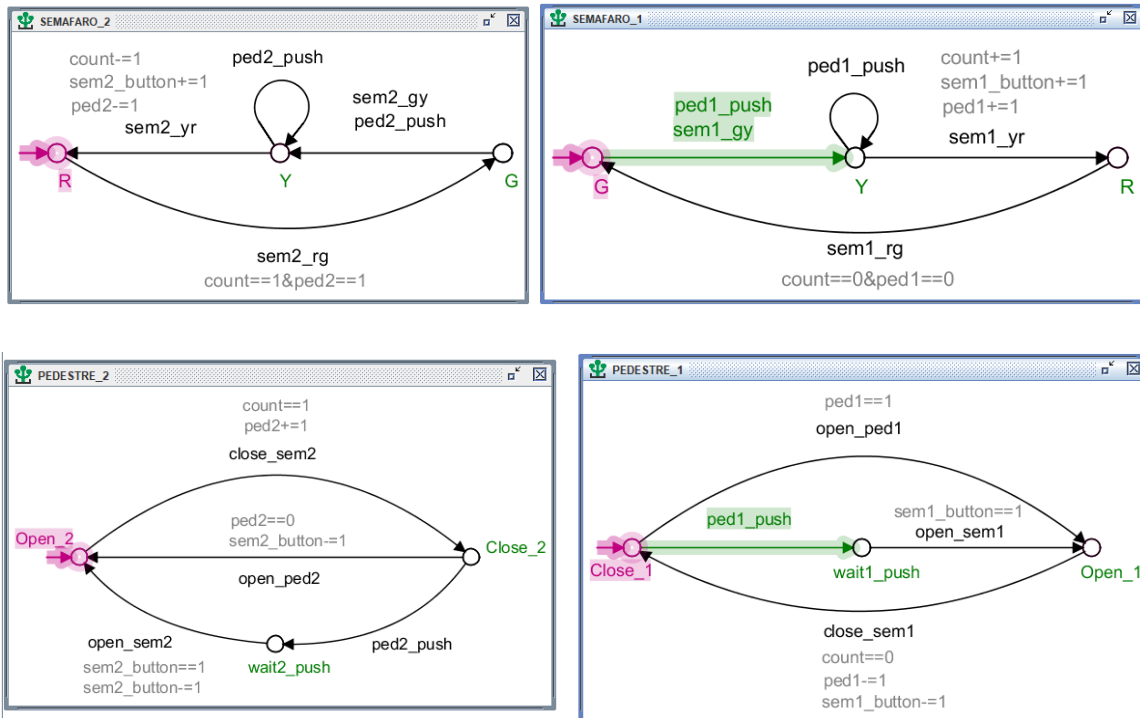 SEMAFARO_2
count-=1
sem2_button+=1
ped2-=1
sem2_yr
ped2_push
sem2_gy
ped2_push
R
Y
G
sem2_rg
count==1&ped2==1
SEMAFARO_1
ped1_push
sem1_gy
ped1_push
count+=1
sem1_button+=1
ped1+=1
sem1_yr
G
Y
R
sem1_rg
count==0&ped1==0
PEDESTRE_2
count==1
ped2+=1
close_sem2
Open_2
ped2==0
sem2_button-=1
open_ped2
Close_2
open_sem2
sem2_button==1
sem2_button-=1
wait2_push
ped2_push
PEDESTRE_1
ped1==1
open_ped1
ped1_push
sem1_button==1
open_sem1
Close_1
wait1_push
Open_1
close_sem1
count==0
ped1-=1
sem1_button-=1